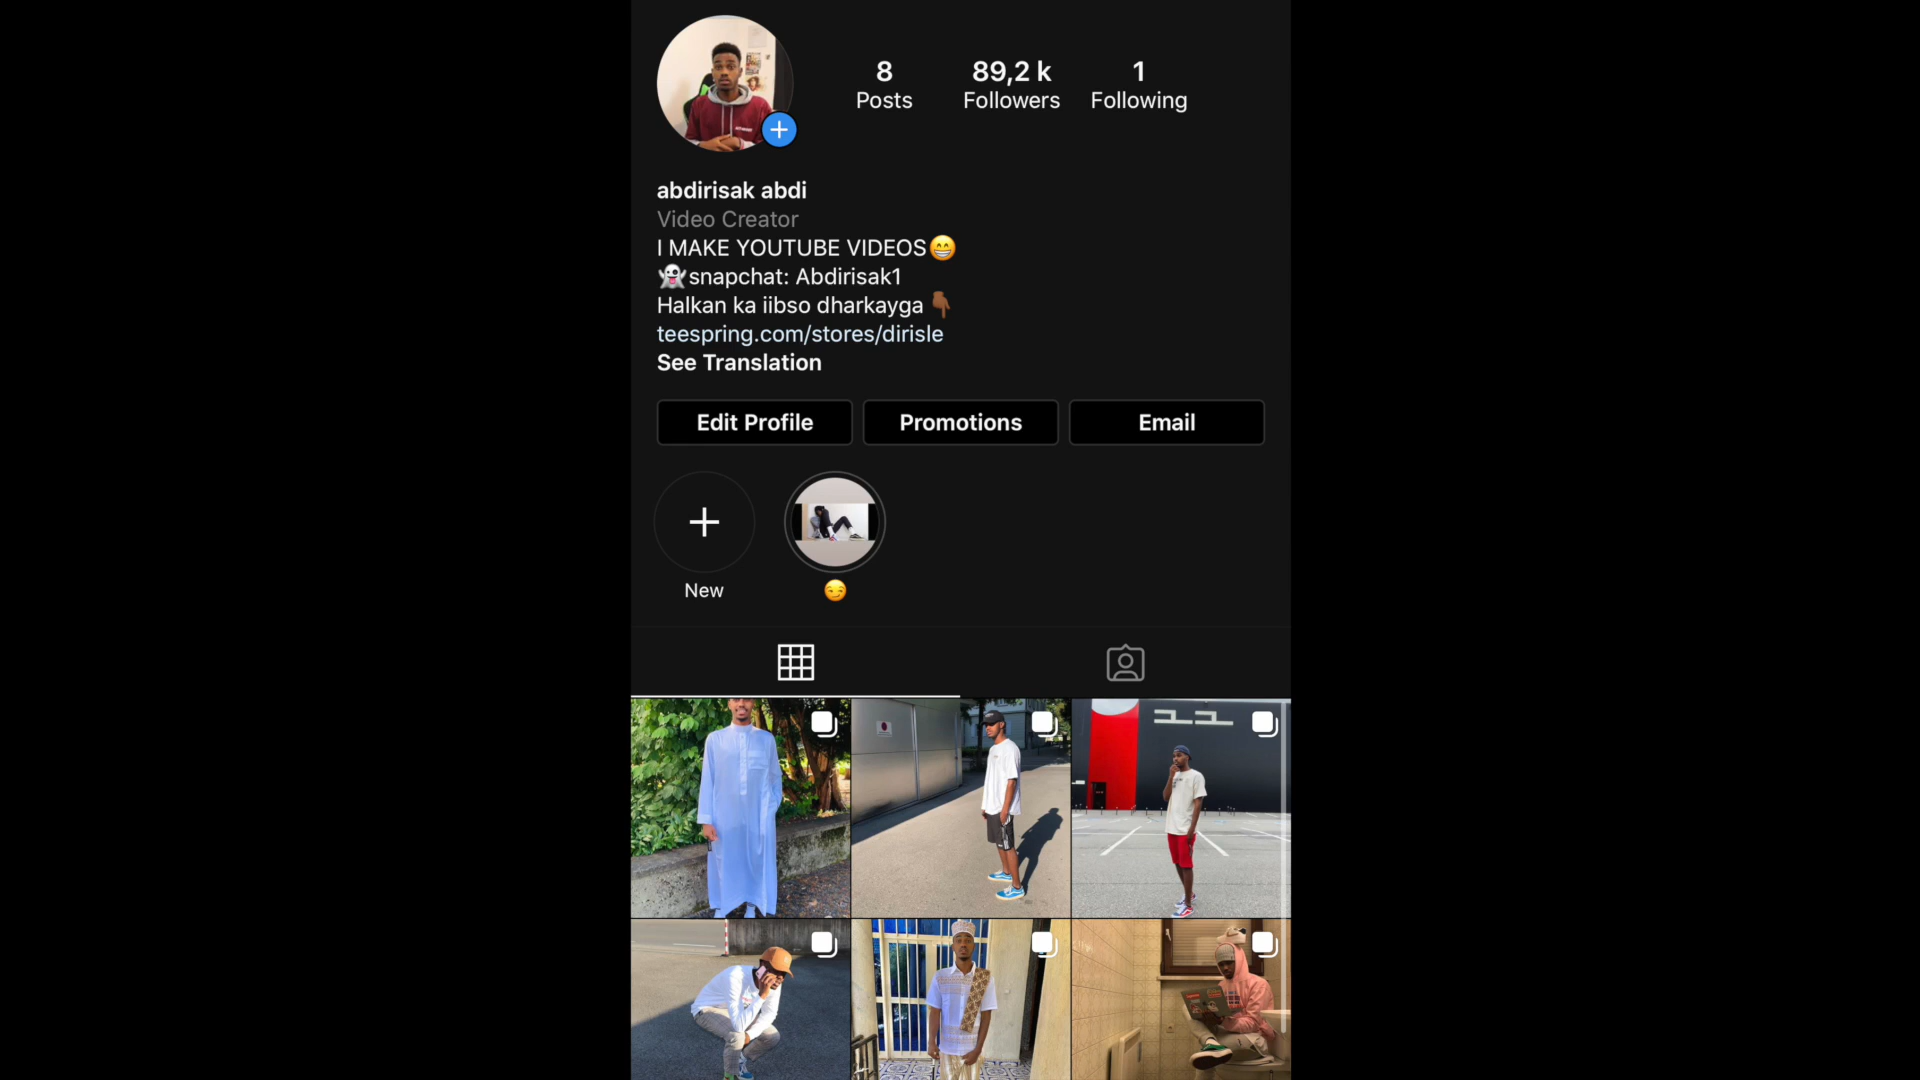 8
Posts
89,2 k
Followers
1
Following
abdirisak abdi
Video Creator
I MAKE YOUTUBE VIDEOS😁
👻snapchat: Abdirisak1
Halkan ka iibso dharkayga 👇🏾
teespring.com/stores/dirisle
See Translation
Edit Profile
Promotions
Email
New
😏
11